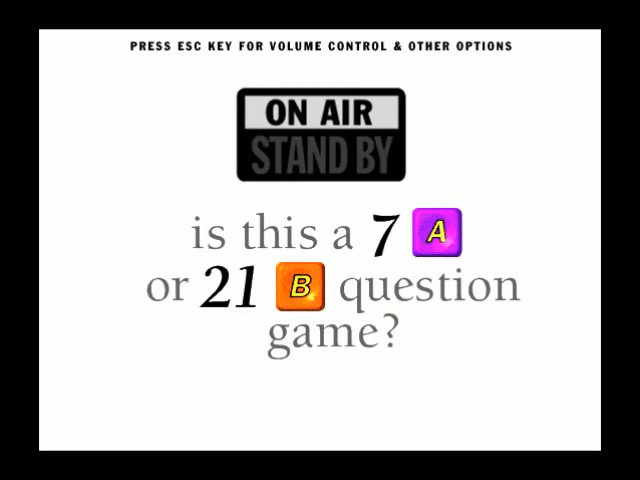 PRESS ESC KEY FOR VOLUME CONTROL & OTHER OPTIONS
ON AIR
STAND BY
is this a 7 A
or 21 B question
game?